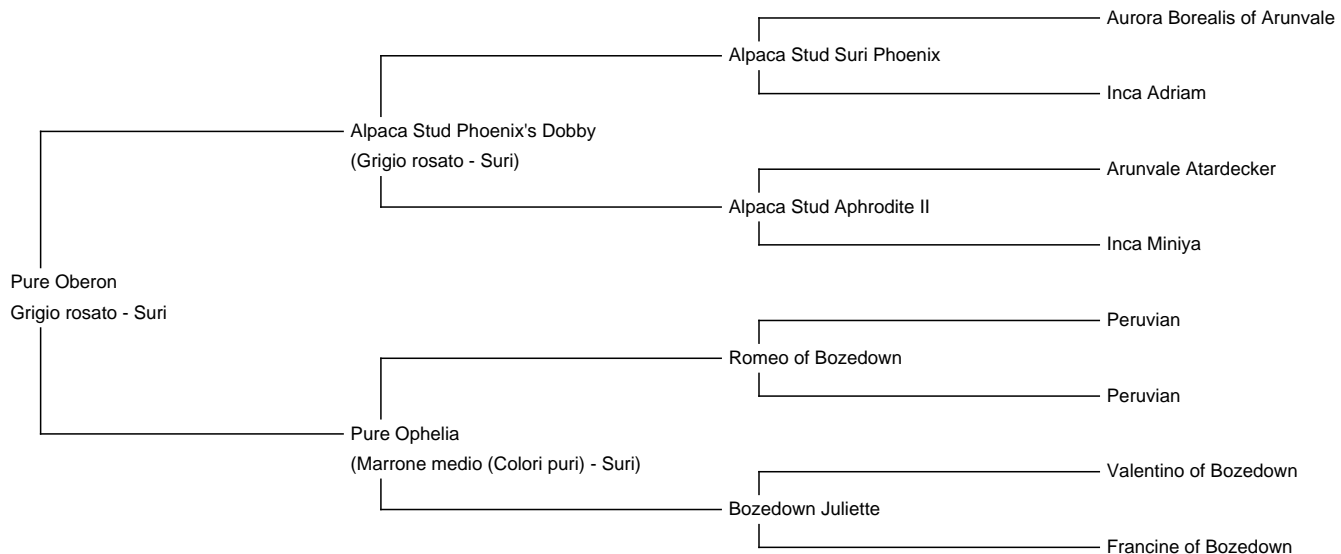 Aurora Borealis of Arunvale
Alpaca Stud Suri Phoenix
Inca Adriam
Alpaca Stud Phoenix's Dobby
(Grigio rosato - Suri)
Arunvale Atardecker
Alpaca Stud Aphrodite II
Inca Miniya
Pure Oberon
Grigio rosato - Suri
Peruvian
Romeo of Bozedown
Peruvian
Pure Ophelia
(Marrone medio (Colori puri) - Suri)
Valentino of Bozedown
Bozedown Juliette
Francine of Bozedown